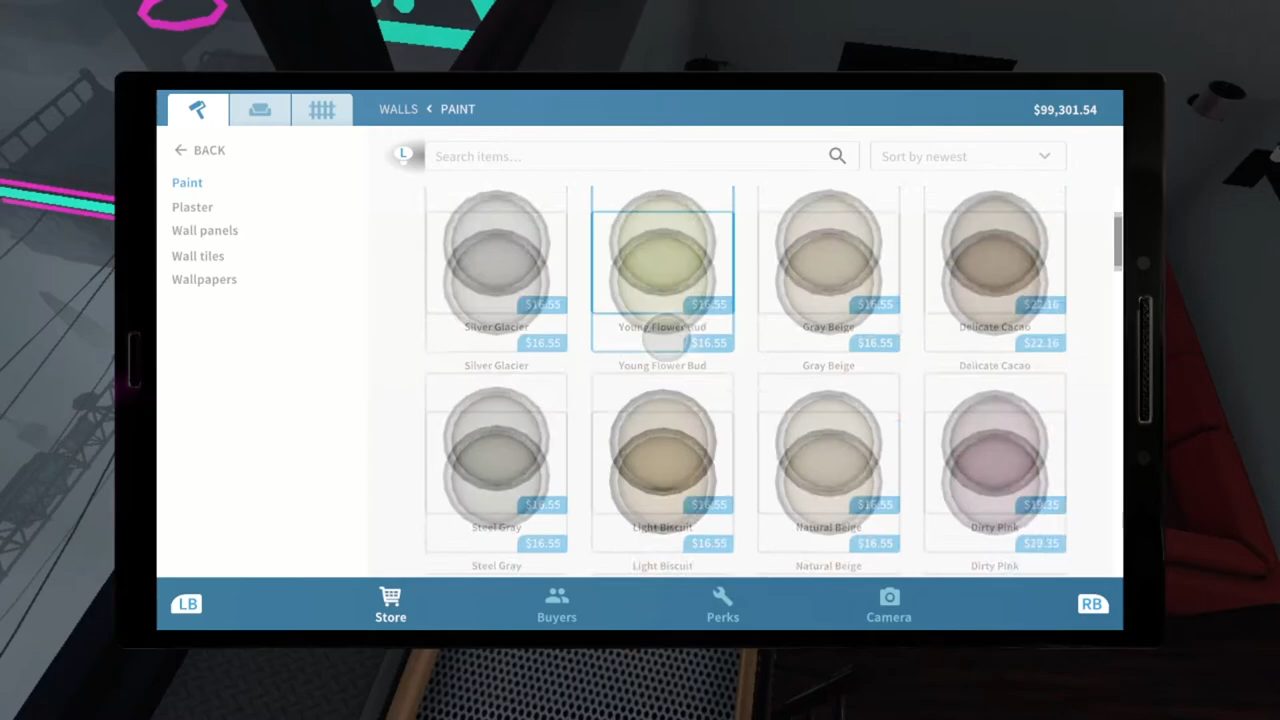 WALLS < PAINT
$99,301.54
BACK
L
Search items...
Sort by newest
Paint
Plaster
Wall panels
Wall tiles
Wallpapers
$16.55
$16.55
$16.55
$22.16
Silver Glacier
Young Flower Bud
Gray Beige
Delicate Cacao
$16.55
$16.55
$16.55
$22.16
Silver Glacier
Young Flower Bud
Gray Beige
Delicate Cacao
$16.55
$16.55
$16.55
$19.35
Steel Gray
Light Biscuit
Natural Beige
Dirty Pink
$16.55
$16.55
$16.55
$19.35
Steel Gray
Light Biscuit
Natural Beige
Dirty Pink
LB
Store
Buyers
Perks
Camera
RB